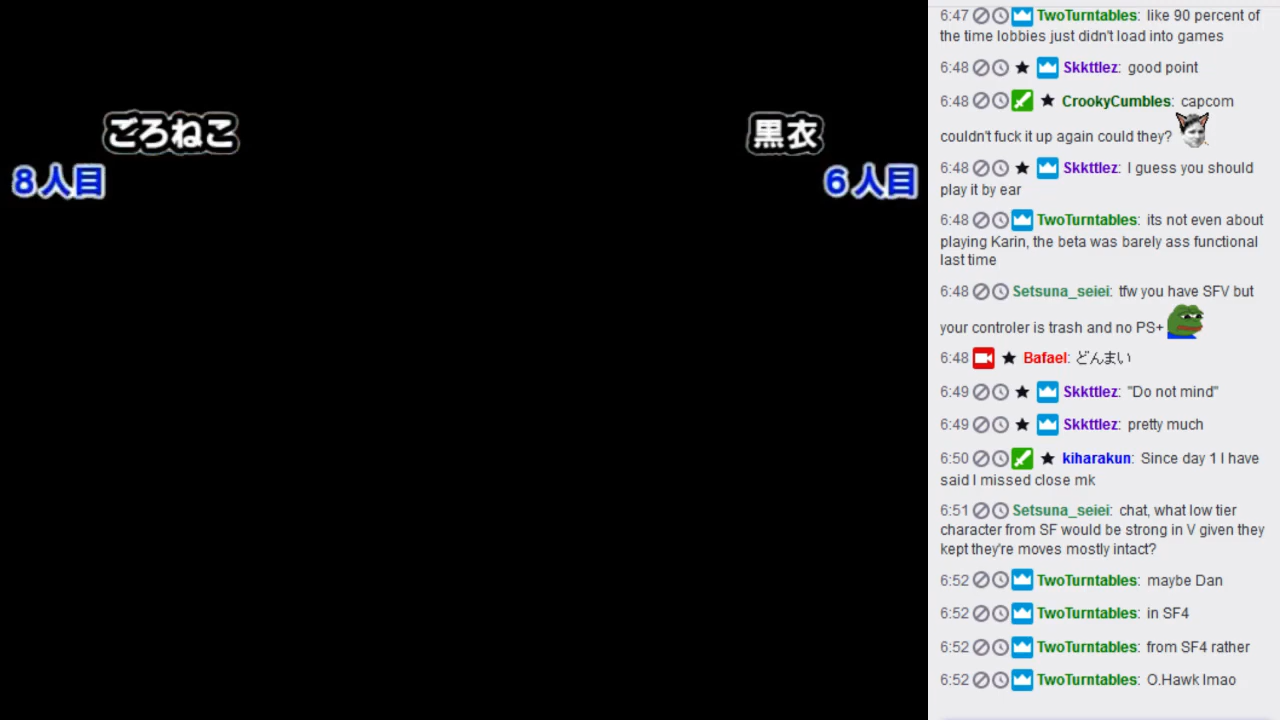 ごろねこ
黒衣
8人目
6人目
6:47 TwoTurntables: like 90 percent of
the time lobbies just didn't load into games
6:48 Skkttlez: good point
6:48 CrookyCumbles: capcom
couldn't fuck it up again could they?
6:48 Skkttlez: I guess you should
play it by ear
6:48 TwoTurntables: its not even about
playing Karin, the beta was barely ass functional
last time
6:48 Setsuna_seiei: tfw you have SFV but
your controler is trash and no PS+
6:48 Bafael: どんまい
6:49 Skkttlez: "Do not mind"
6:49 Skkttlez: pretty much
6:50 kiharakun: Since day 1 I have
said I missed close mk
6:51 Setsuna_seiei: chat, what low tier
character from SF would be strong in V given they
kept they're moves mostly intact?
6:52 TwoTurntables: maybe Dan
6:52 TwoTurntables: in SF4
6:52 TwoTurntables: from SF4 rather
6:52 TwoTurntables: O.Hawk lmao